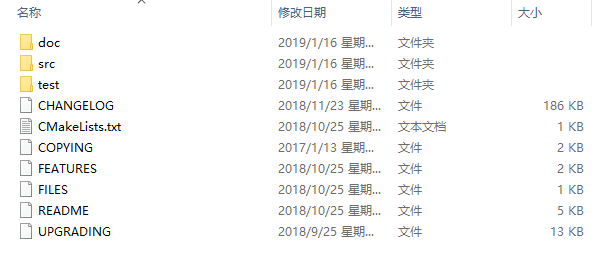 名称 修改日期 类型 大小
doc 2019/1/16 星期... 文件夹
src 2019/1/16 星期... 文件夹
test 2019/1/16 星期... 文件夹
CHANGELOG 2018/11/23 星期... 文件 186 KB
CMakeLists.txt 2018/10/25 星期... 文本文档 1 KB
COPYING 2017/1/13 星期... 文件 2 KB
FEATURES 2018/10/25 星期... 文件 2 KB
FILES 2018/10/25 星期... 文件 1 KB
README 2018/10/25 星期... 文件 5 KB
UPGRADING 2018/9/25 星期... 文件 13 KB